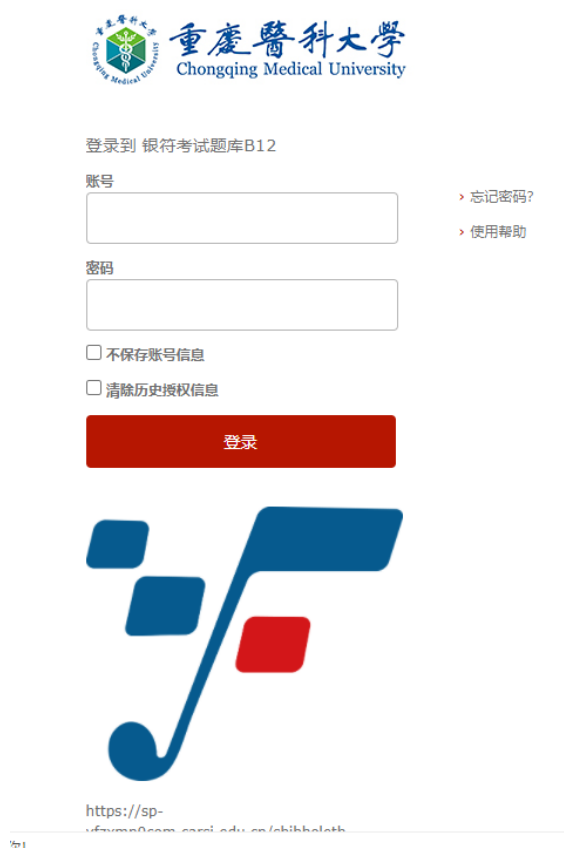 重慶醫科大學
Chongqing Medical University
登录到 银符考试题库B12
账号
忘记密码?
使用帮助
密码
不保存账号信息
清除历史授权信息
登录
https://sp-